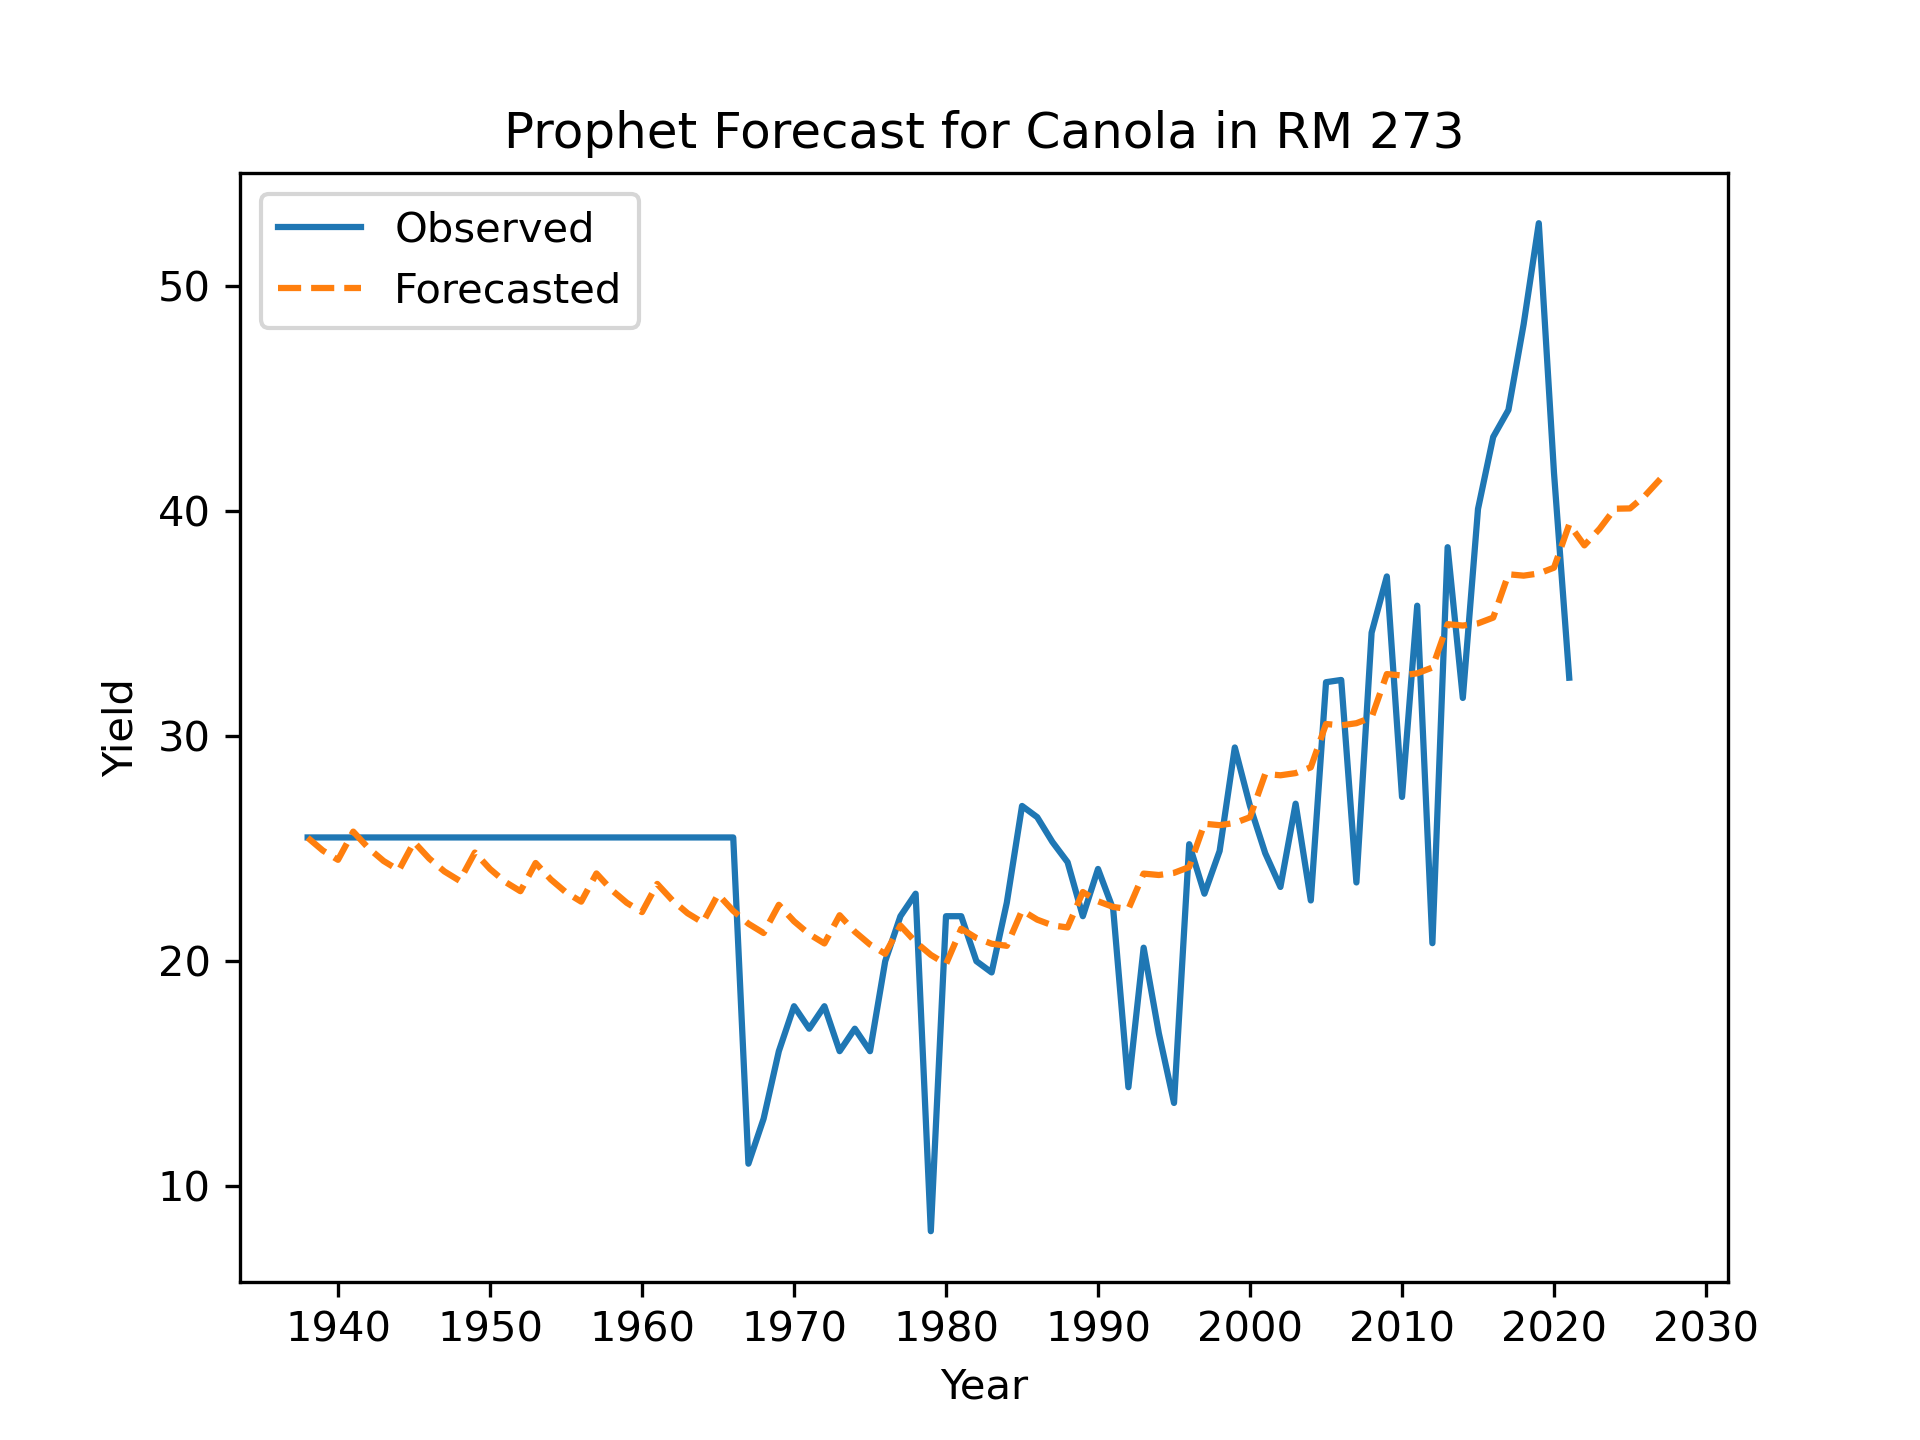 Prophet Forecast for Canola in RM 273
Observed
Forecasted
50
40
30
20
10
Yield
1940 1950 1960 1970 1980 1990 2000 2010 2020 2030
Year